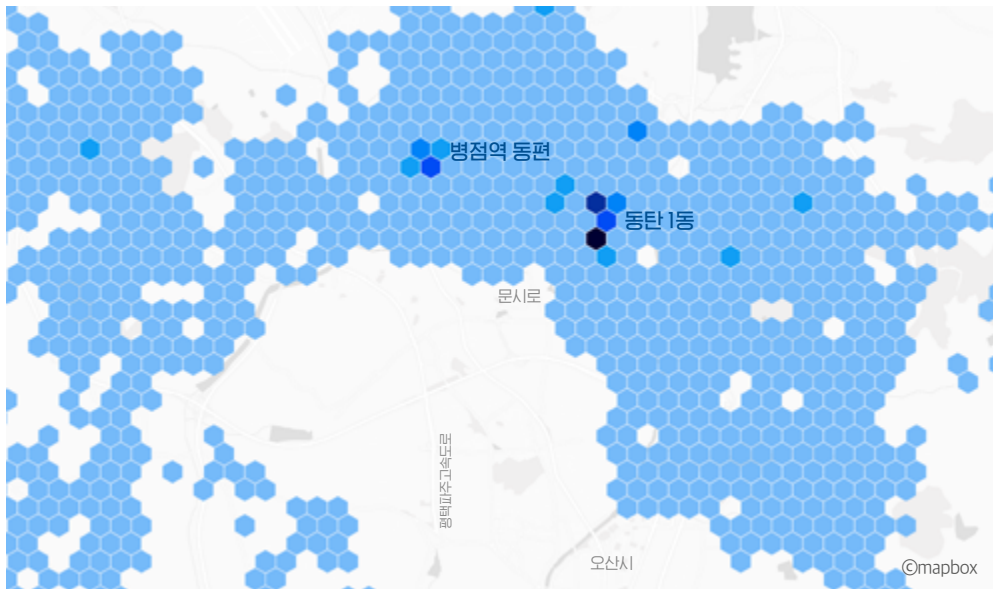 병점역 동편
동탄 1동
문시로
평택파주고속도로
오산시
©mapbox